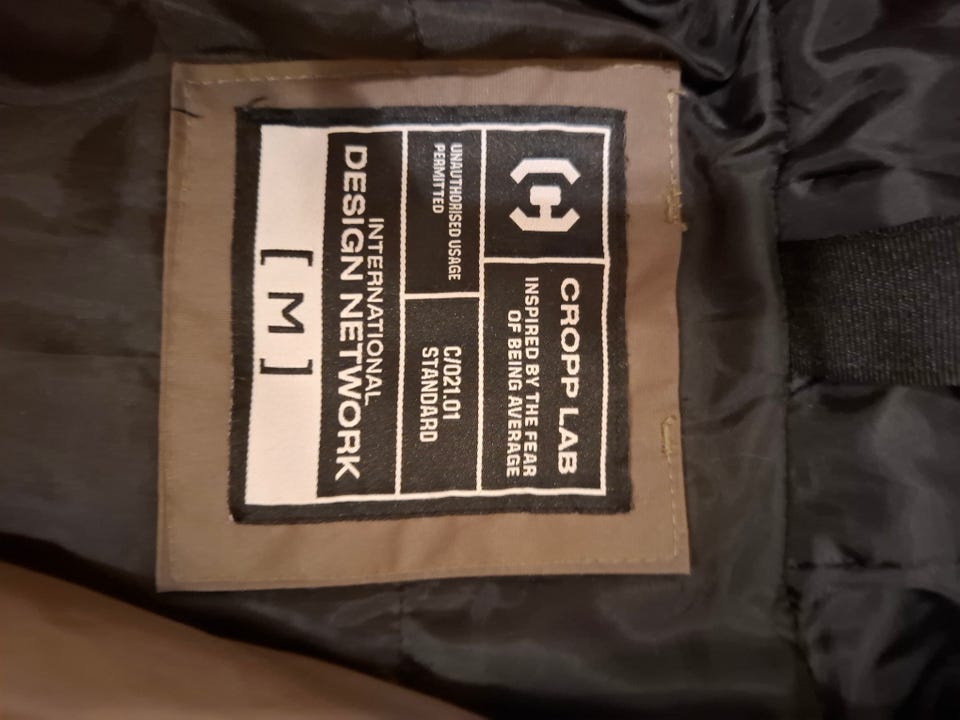 CROPP LAB
INSPIRED BY THE FEAR
OF BEING AVERAGE
UNAUTHORISED USAGE
PERMITTED
C/021.01
STANDARD
INTERNATIONAL
DESIGN NETWORK
[ M ]